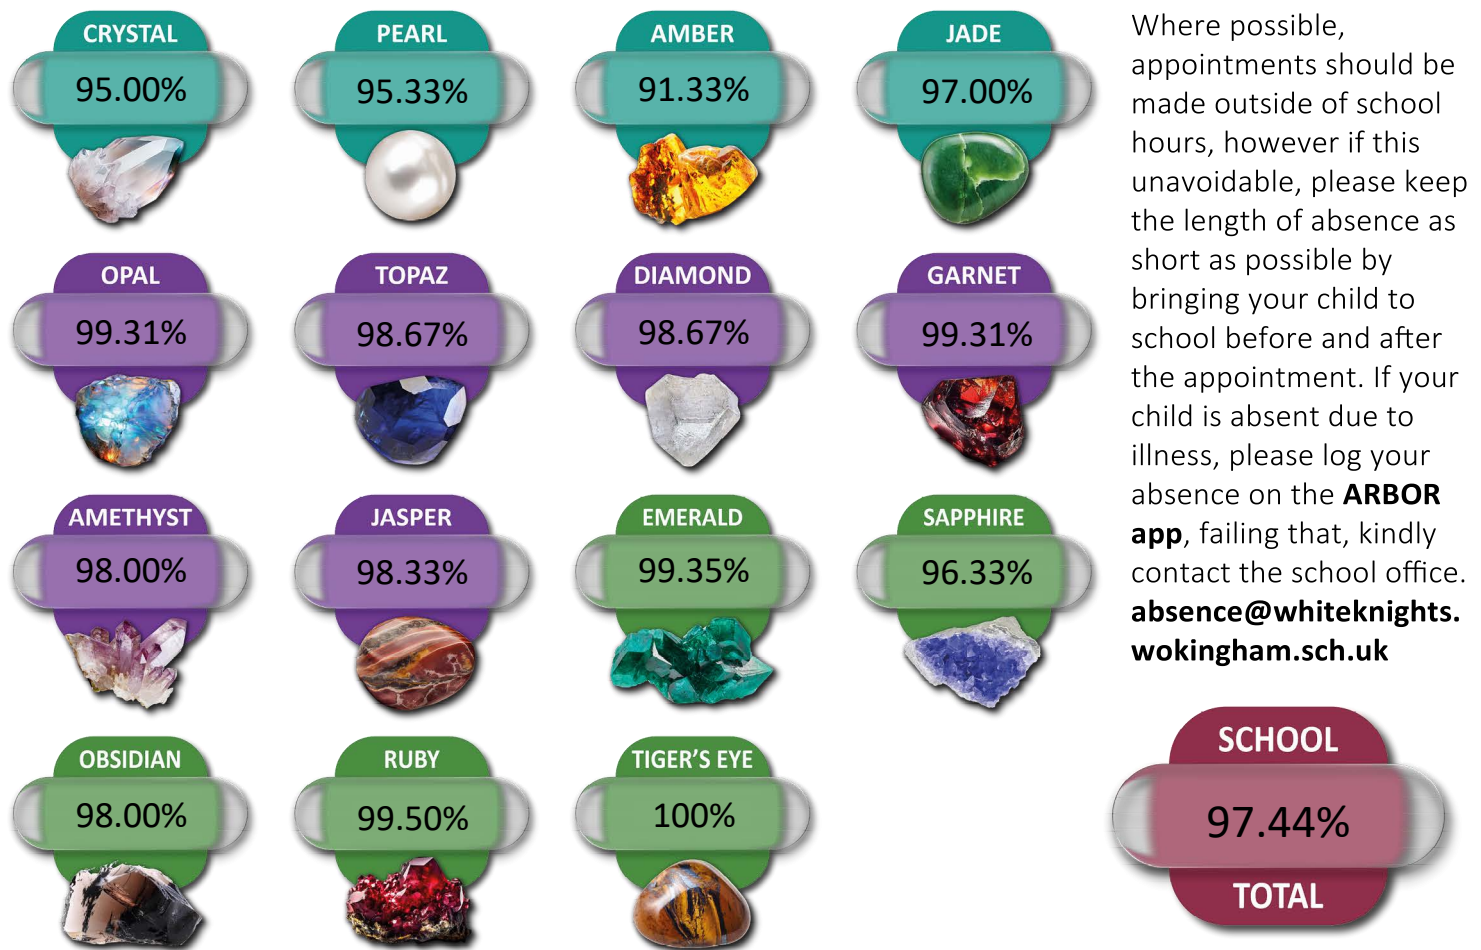 CRYSTAL
95.00%
PEARL
95.33%
AMBER
91.33%
JADE
97.00%
OPAL
99.31%
TOPAZ
98.67%
DIAMOND
98.67%
GARNET
99.31%
AMETHYST
98.00%
JASPER
98.33%
EMERALD
99.35%
SAPPHIRE
96.33%
OBSIDIAN
98.00%
RUBY
99.50%
TIGER'S EYE
100%
Where possible,
appointments should be
made outside of school
hours, however if this
unavoidable, please keep
the length of absence as
short as possible by
bringing your child to
school before and after
the appointment. If your
child is absent due to
illness, please log your
absence on the ARBOR
app, failing that, kindly
contact the school office.
absence@whiteknights.
wokingham.sch.uk
SCHOOL
97.44%
TOTAL